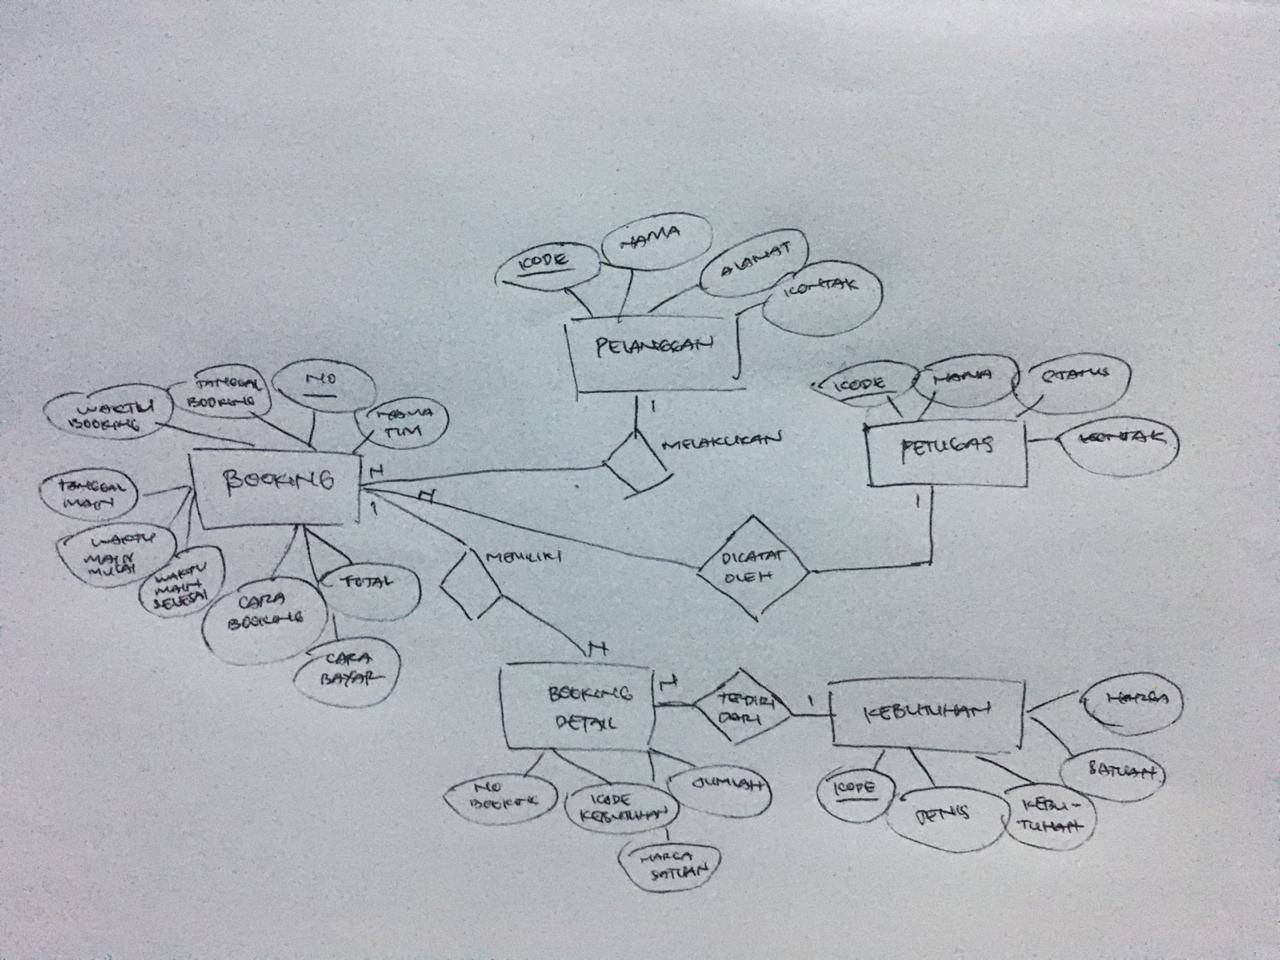 KODE
NAMA
ALAMAT
KONTAK
PELANGGAN
1
MELAKUKAN
KODE
NAMA
STATUS
KONTAK
PETUGAS
1
WAKTU
BOOKING
TANGGAL
BOOKING
NO
NAMA
TIM
BOOKING
N
N
1
TANGGAL
MAIN
WAKTU
MAIN
MULAI
WAKTU
MAIN
SELESAI
CARA
BOOKING
TOTAL
CARA
BAYAR
MEMILIKI
DICATAT
OLEH
N
BOOKING
DETAIL
N
TERDIRI
DARI
1
KEBUTUHAN
HARGA
SATUAN
NO
BOOKING
KODE
KEBUTUHAN
JUMLAH
HARGA
SATUAN
KODE
JENIS
KEBU-
TUHAN